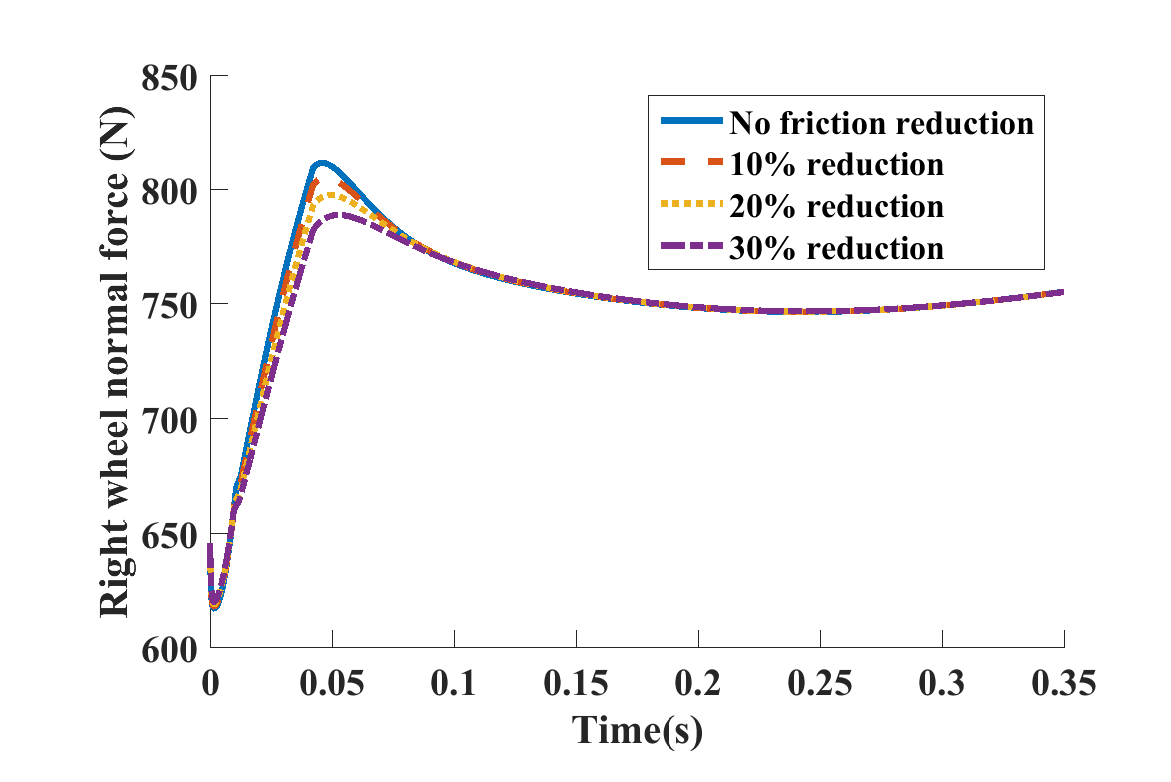 Right wheel normal force (N)
850
800
750
700
650
600
No friction reduction
10% reduction
20% reduction
30% reduction
0
0.05
0.1
0.15
0.2
0.25
0.3
0.35
Time(s)